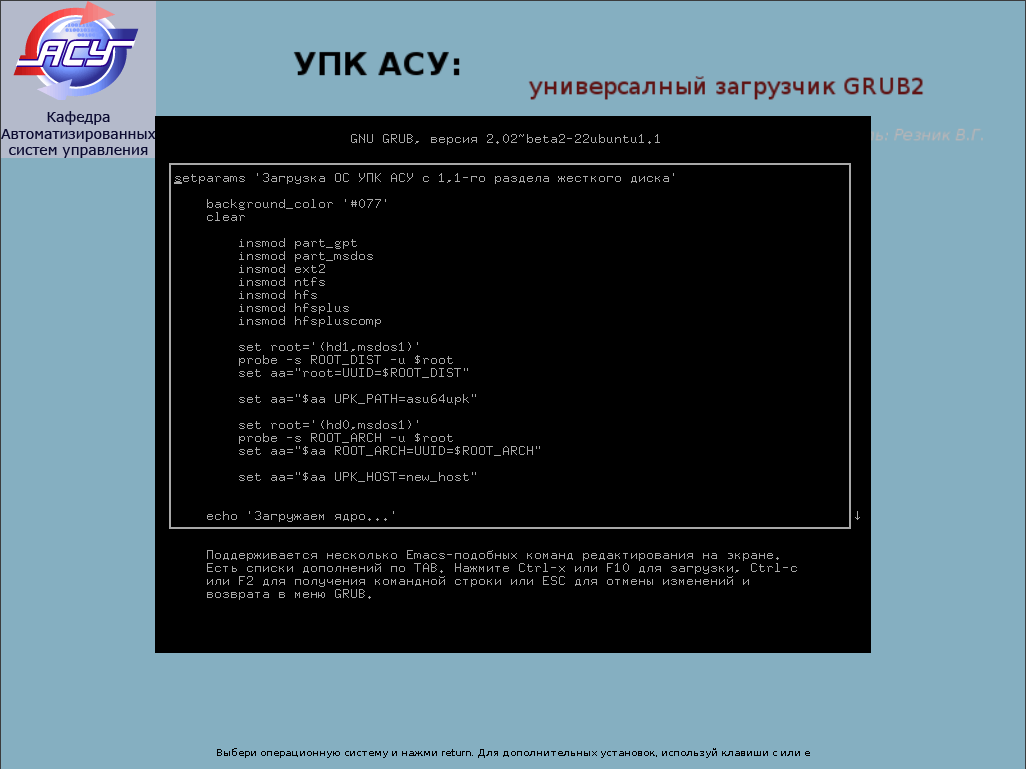 АСУ
Кафедра
Автоматизированных
систем управления
УПК АСУ:
универсалный загрузчик GRUB2
Резник В.Г.
GNU GRUB, версия 2.02~beta2-22ubuntu1.1
setparams 'Загрузка ОС УПК АСУ с 1,1-го раздела жесткого диска'
background_color '#077'
clear
insmod part_gpt
insmod part_msdos
insmod ext2
insmod ntfs
insmod hfs
insmod hfsplus
insmod hfspluscomp
set root='(hd1,msdos1)'
probe -s ROOT_DIST -u $root
set aa="root=UUID=$ROOT_DIST"
set aa="$aa UPK_PATH=asu64upk"
set root='(hd0,msdos1)'
probe -s ROOT_ARCH -u $root
set aa="$aa ROOT_ARCH=UUID=$ROOT_ARCH"
set aa="$aa UPK_HOST=new_host"
echo 'Загружаем ядро...'
↓
Поддерживается несколько Emacs-подобных команд редактирования на экране.
Есть списки дополнений по TAB. Нажмите Ctrl-x или F10 для загрузки, Ctrl-c
или F2 для получения командной строки или ESC для отмены изменений и
возврата в меню GRUB.
Выбери операционную систему и нажми return. Для дополнительных установок, используй клавиши c или e